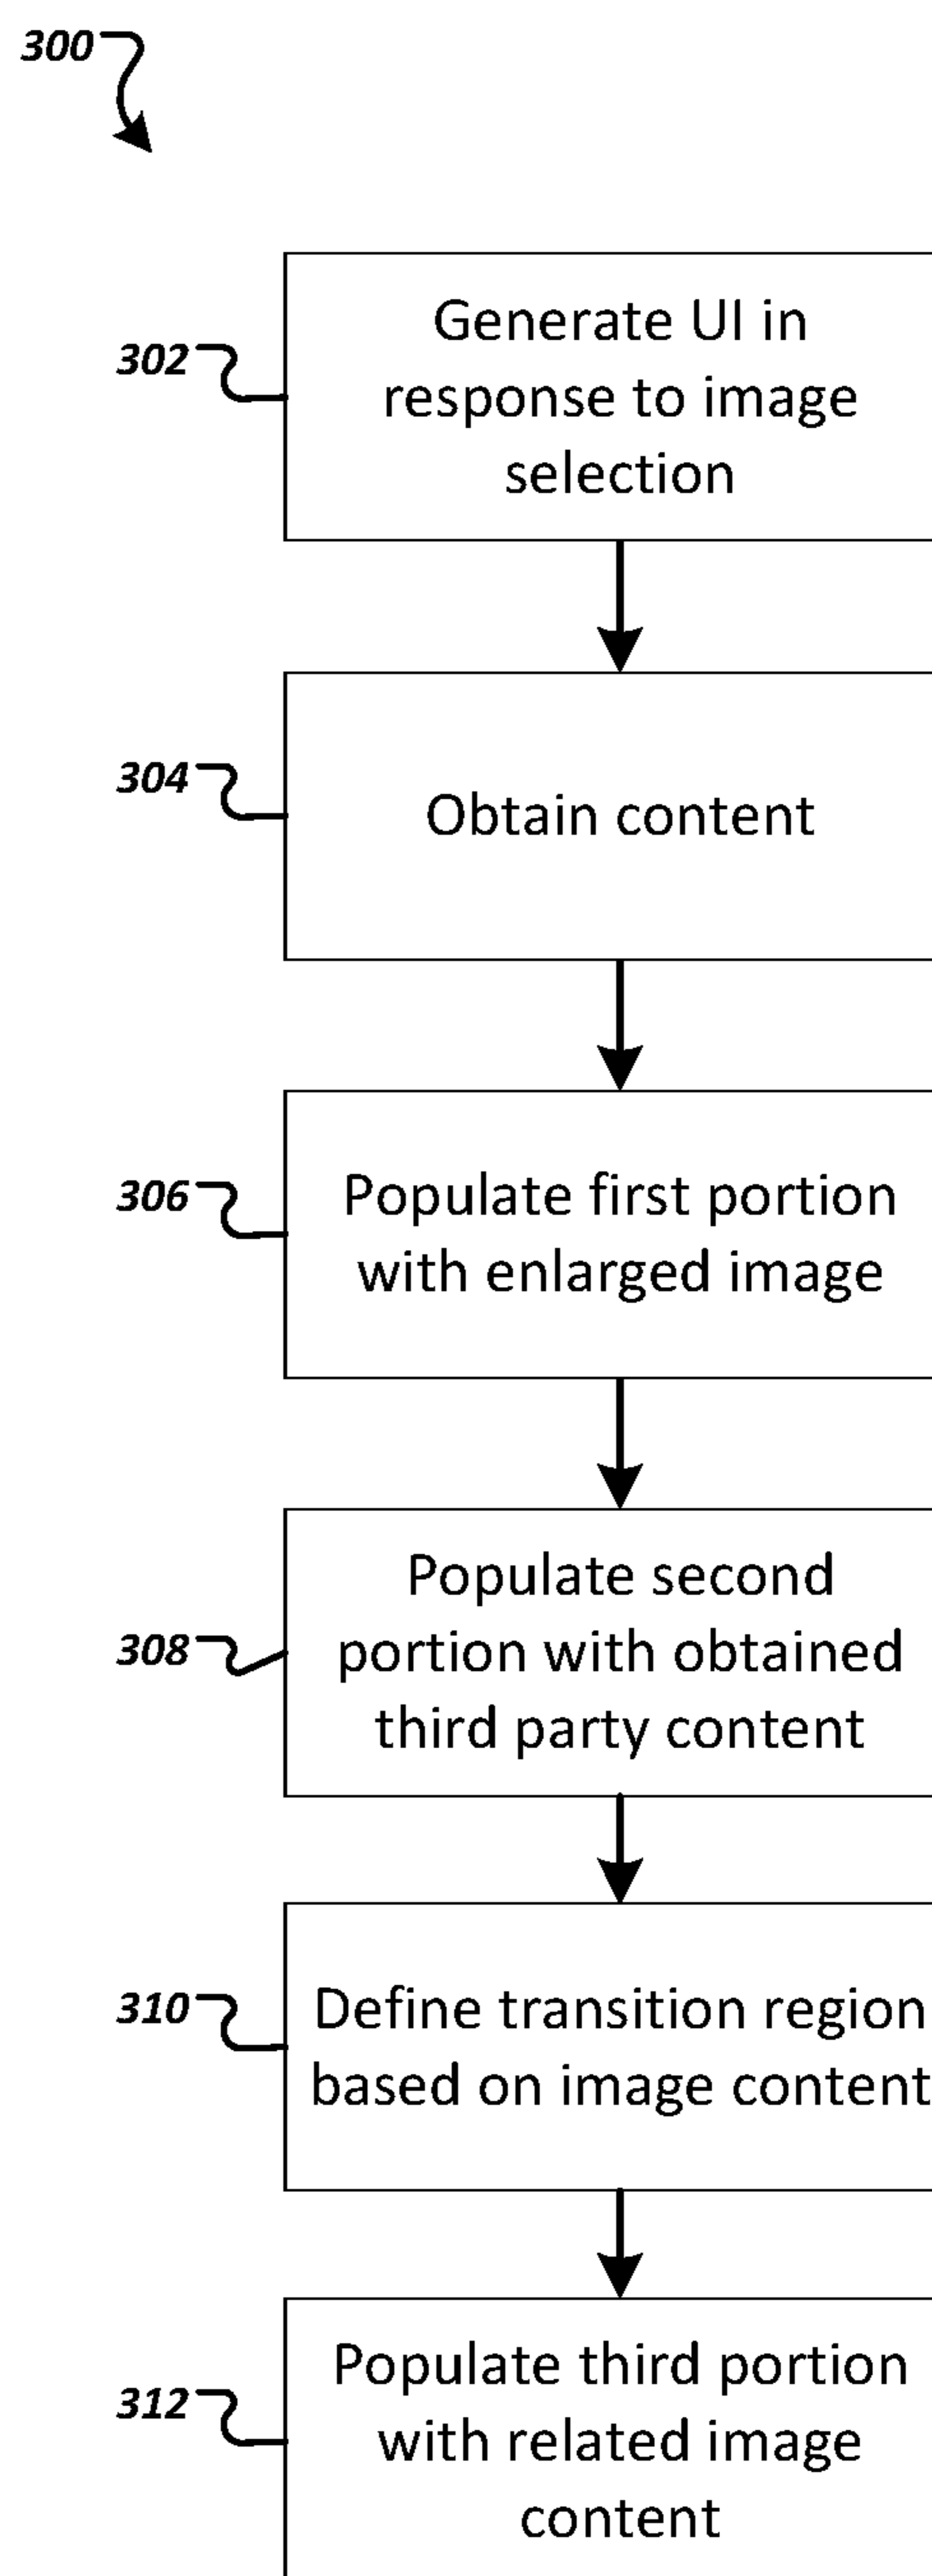 300
302
Generate UI in
response to image
selection
304
Obtain content
306
Populate first portion
with enlarged image
308
Populate second
portion with obtained
third party content
310
Define transition region
based on image content
312
Populate third portion
with related image
content